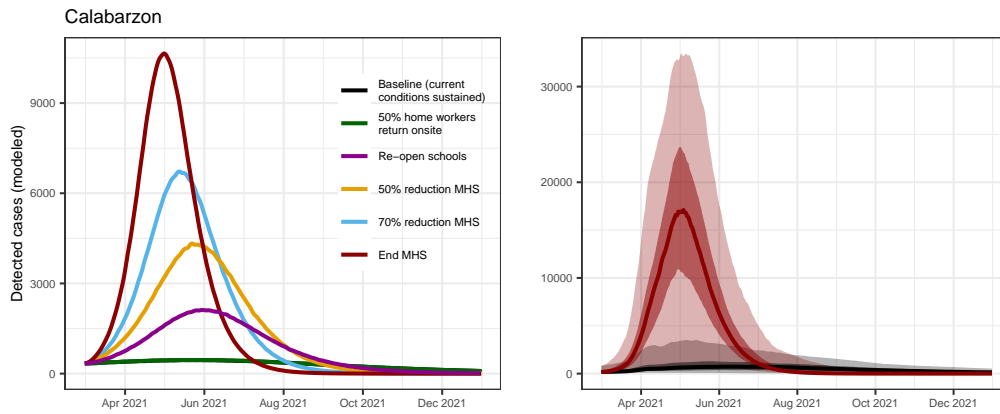 Calabarzon
Detected cases (modeled)
9000
6000
3000
0
Apr 2021
Jun 2021
Aug 2021
Oct 2021
Dec 2021
Baseline (current
conditions sustained)
50% home workers
return onsite
Re-open schools
50% reduction MHS
70% reduction MHS
End MHS
30000
20000
10000
0
Apr 2021
Jun 2021
Aug 2021
Oct 2021
Dec 2021